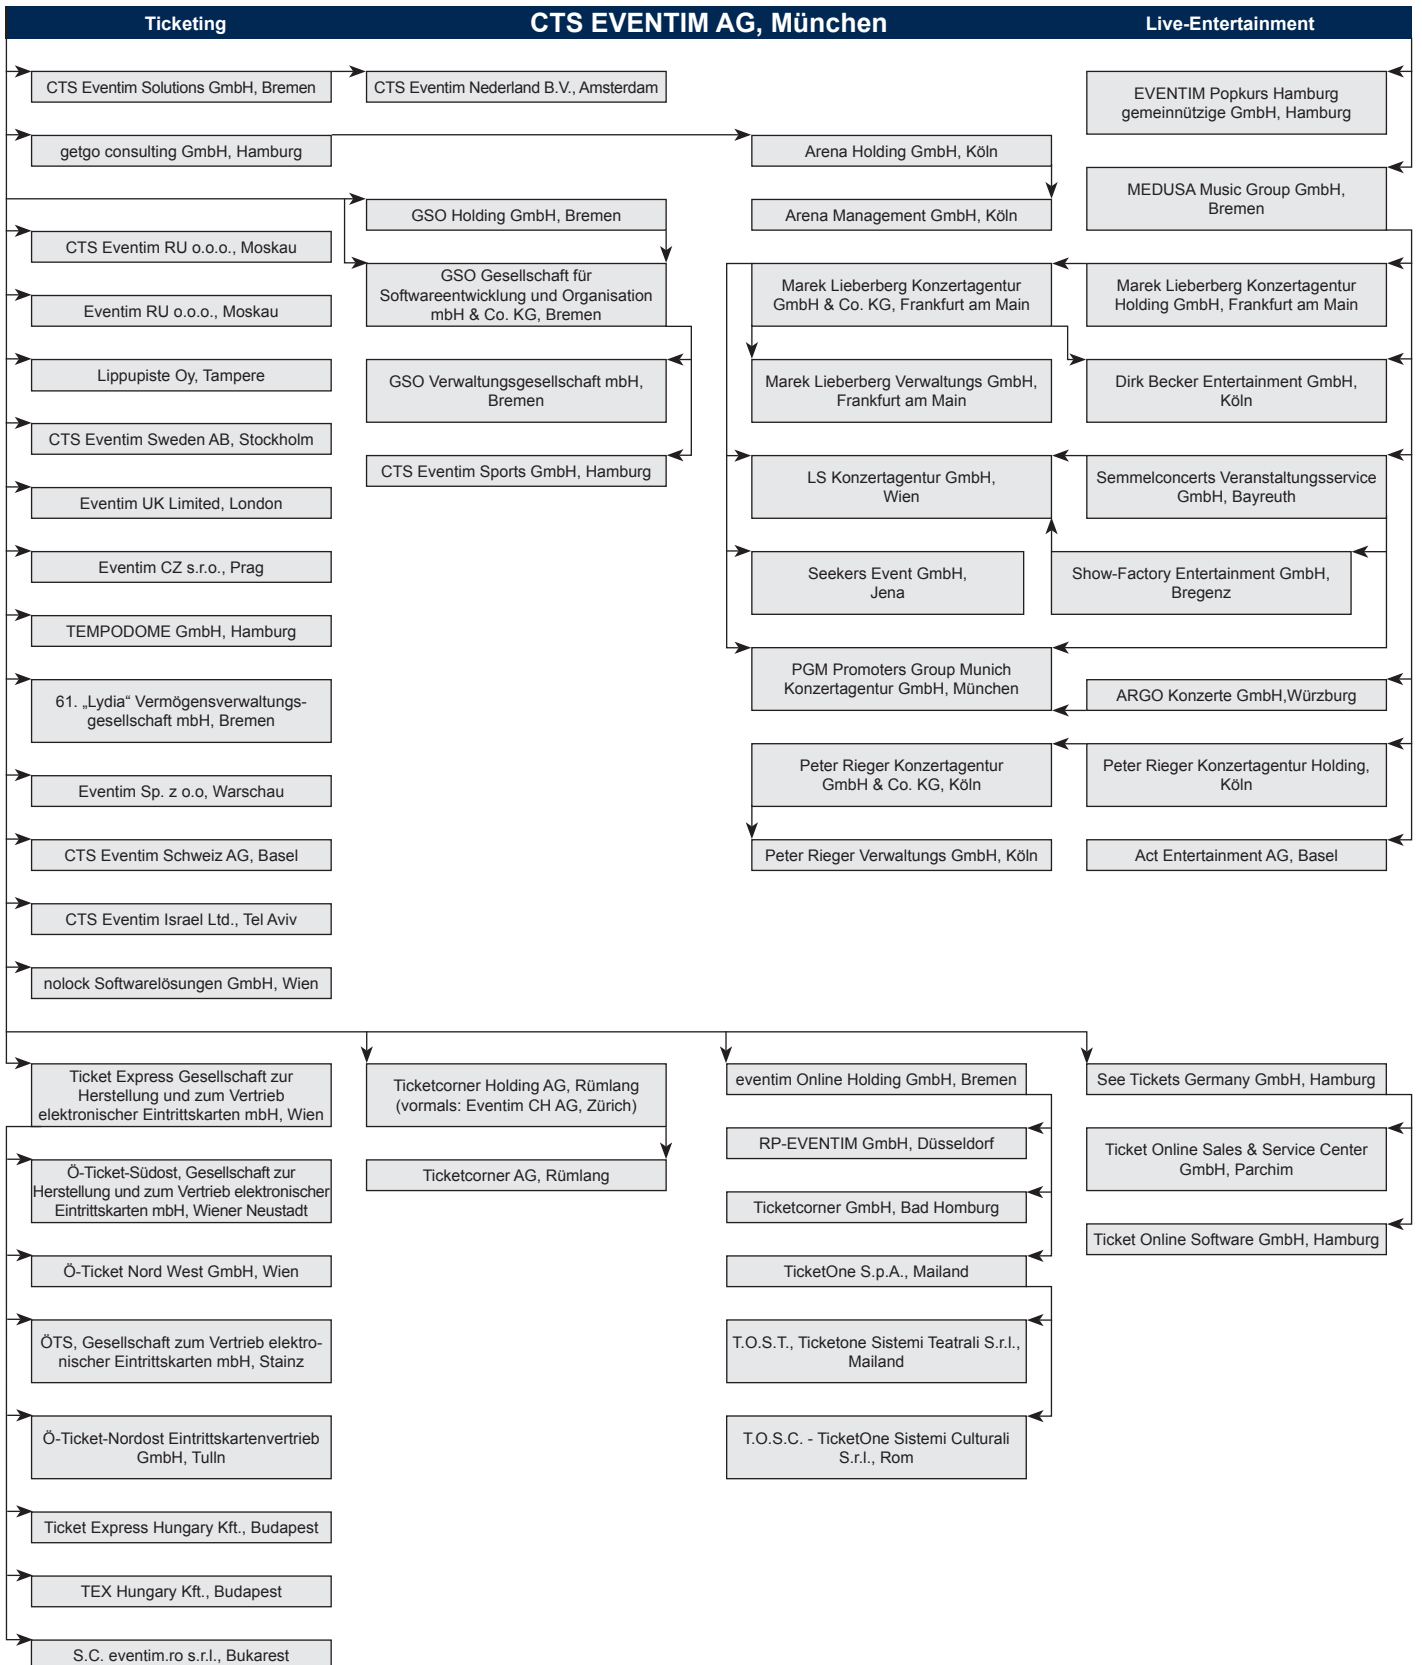 Ticketing
CTS EVENTIM AG, München
Live-Entertainment
CTS Eventim Solutions GmbH, Bremen
CTS Eventim Nederland B.V., Amsterdam
EVENTIM Popkurs Hamburg
gemeinnützige GmbH, Hamburg
getgo consulting GmbH, Hamburg
Arena Holding GmbH, Köln
MEDUSA Music Group GmbH,
Bremen
GSO Holding GmbH, Bremen
Arena Management GmbH, Köln
CTS Eventim RU o.o.o., Moskau
GSO Gesellschaft für
Softwareentwicklung und Organisation
mbH & Co. KG, Bremen
Marek Lieberberg Konzertagentur
GmbH & Co. KG, Frankfurt am Main
Marek Lieberberg Konzertagentur
Holding GmbH, Frankfurt am Main
Eventim RU o.o.o., Moskau
Lippupiste Oy, Tampere
GSO Verwaltungsgesellschaft mbH,
Bremen
Marek Lieberberg Verwaltungs GmbH,
Frankfurt am Main
Dirk Becker Entertainment GmbH,
Köln
CTS Eventim Sweden AB, Stockholm
CTS Eventim Sports GmbH, Hamburg
LS Konzertagentur GmbH,
Wien
Semmelconcerts Veranstaltungsservice
GmbH, Bayreuth
Eventim UK Limited, London
Eventim CZ s.r.o., Prag
Seekers Event GmbH,
Jena
Show-Factory Entertainment GmbH,
Bregenz
TEMPODOME GmbH, Hamburg
PGM Promoters Group Munich
Konzertagentur GmbH, München
61. „Lydia“ Vermögensverwaltungs-
gesellschaft mbH, Bremen
ARGO Konzerte GmbH,Würzburg
Eventim Sp. z o.o, Warschau
Peter Rieger Konzertagentur
GmbH & Co. KG, Köln
Peter Rieger Konzertagentur Holding,
Köln
CTS Eventim Schweiz AG, Basel
Peter Rieger Verwaltungs GmbH, Köln
Act Entertainment AG, Basel
CTS Eventim Israel Ltd., Tel Aviv
nolock Softwarelösungen GmbH, Wien
Ticket Express Gesellschaft zur
Herstellung und zum Vertrieb
elektronischer Eintrittskarten mbH, Wien
Ticketcorner Holding AG, Rümlang
(vormals: Eventim CH AG, Zürich)
eventim Online Holding GmbH, Bremen
See Tickets Germany GmbH, Hamburg
RP-EVENTIM GmbH, Düsseldorf
Ticket Online Sales & Service Center
GmbH, Parchim
Ö-Ticket-Südost, Gesellschaft zur
Herstellung und zum Vertrieb elektronischer
Eintrittskarten mbH, Wiener Neustadt
Ticketcorner AG, Rümlang
Ticketcorner GmbH, Bad Homburg
Ticket Online Software GmbH, Hamburg
Ö-Ticket Nord West GmbH, Wien
TicketOne S.p.A., Mailand
ÖTS, Gesellschaft zum Vertrieb elektro-
nischer Eintrittskarten mbH, Stainz
T.O.S.T., Ticketone Sistemi Teatrali S.r.l.,
Mailand
Ö-Ticket-Nordost Eintrittskartenvertrieb
GmbH, Tulln
T.O.S.C. - TicketOne Sistemi Culturali
S.r.l., Rom
Ticket Express Hungary Kft., Budapest
TEX Hungary Kft., Budapest
S.C. eventim.ro s.r.l., Bukarest